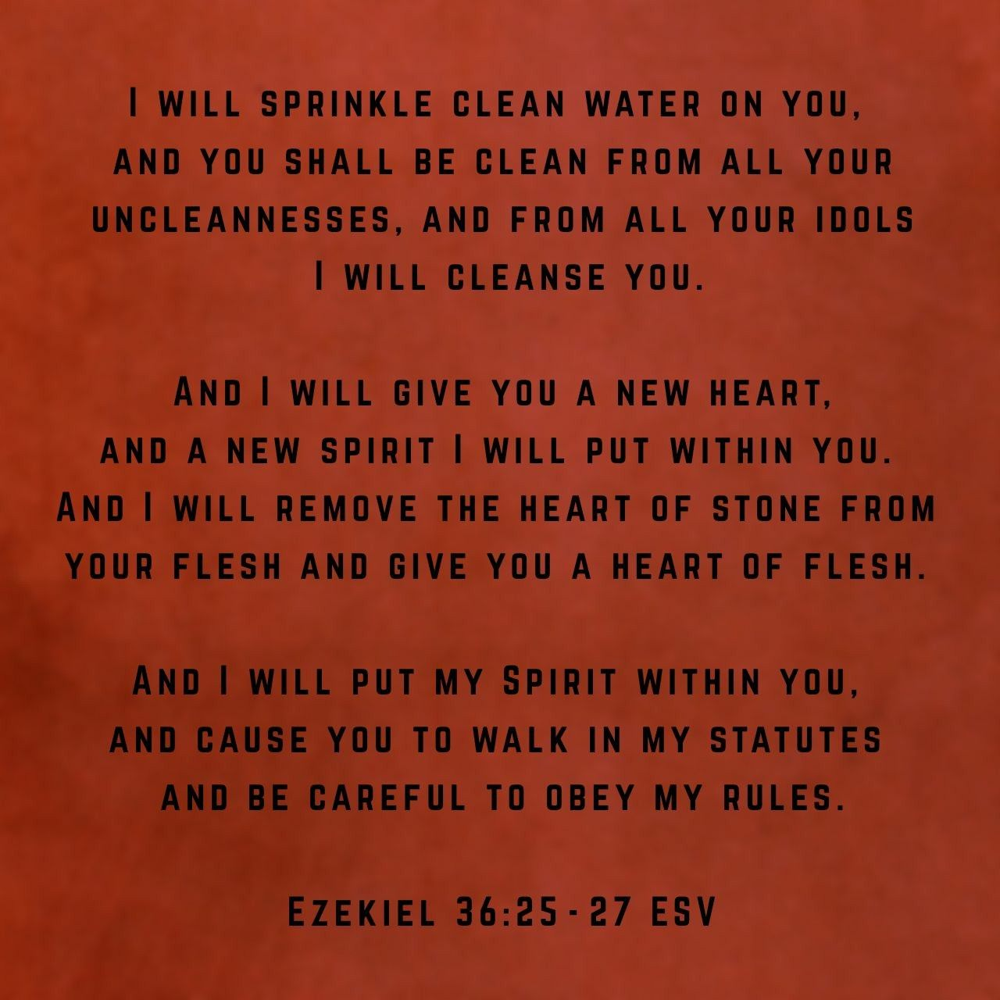 I will sprinkle clean water on you,
and you shall be clean from all your
uncleannesses, and from all your idols
I will cleanse you.
And I will give you a new heart,
and a new spirit I will put within you.
And I will remove the heart of stone from
your flesh and give you a heart of flesh.
And I will put my Spirit within you,
and cause you to walk in my statutes
and be careful to obey my rules.
Ezekiel 36:25-27 ESV